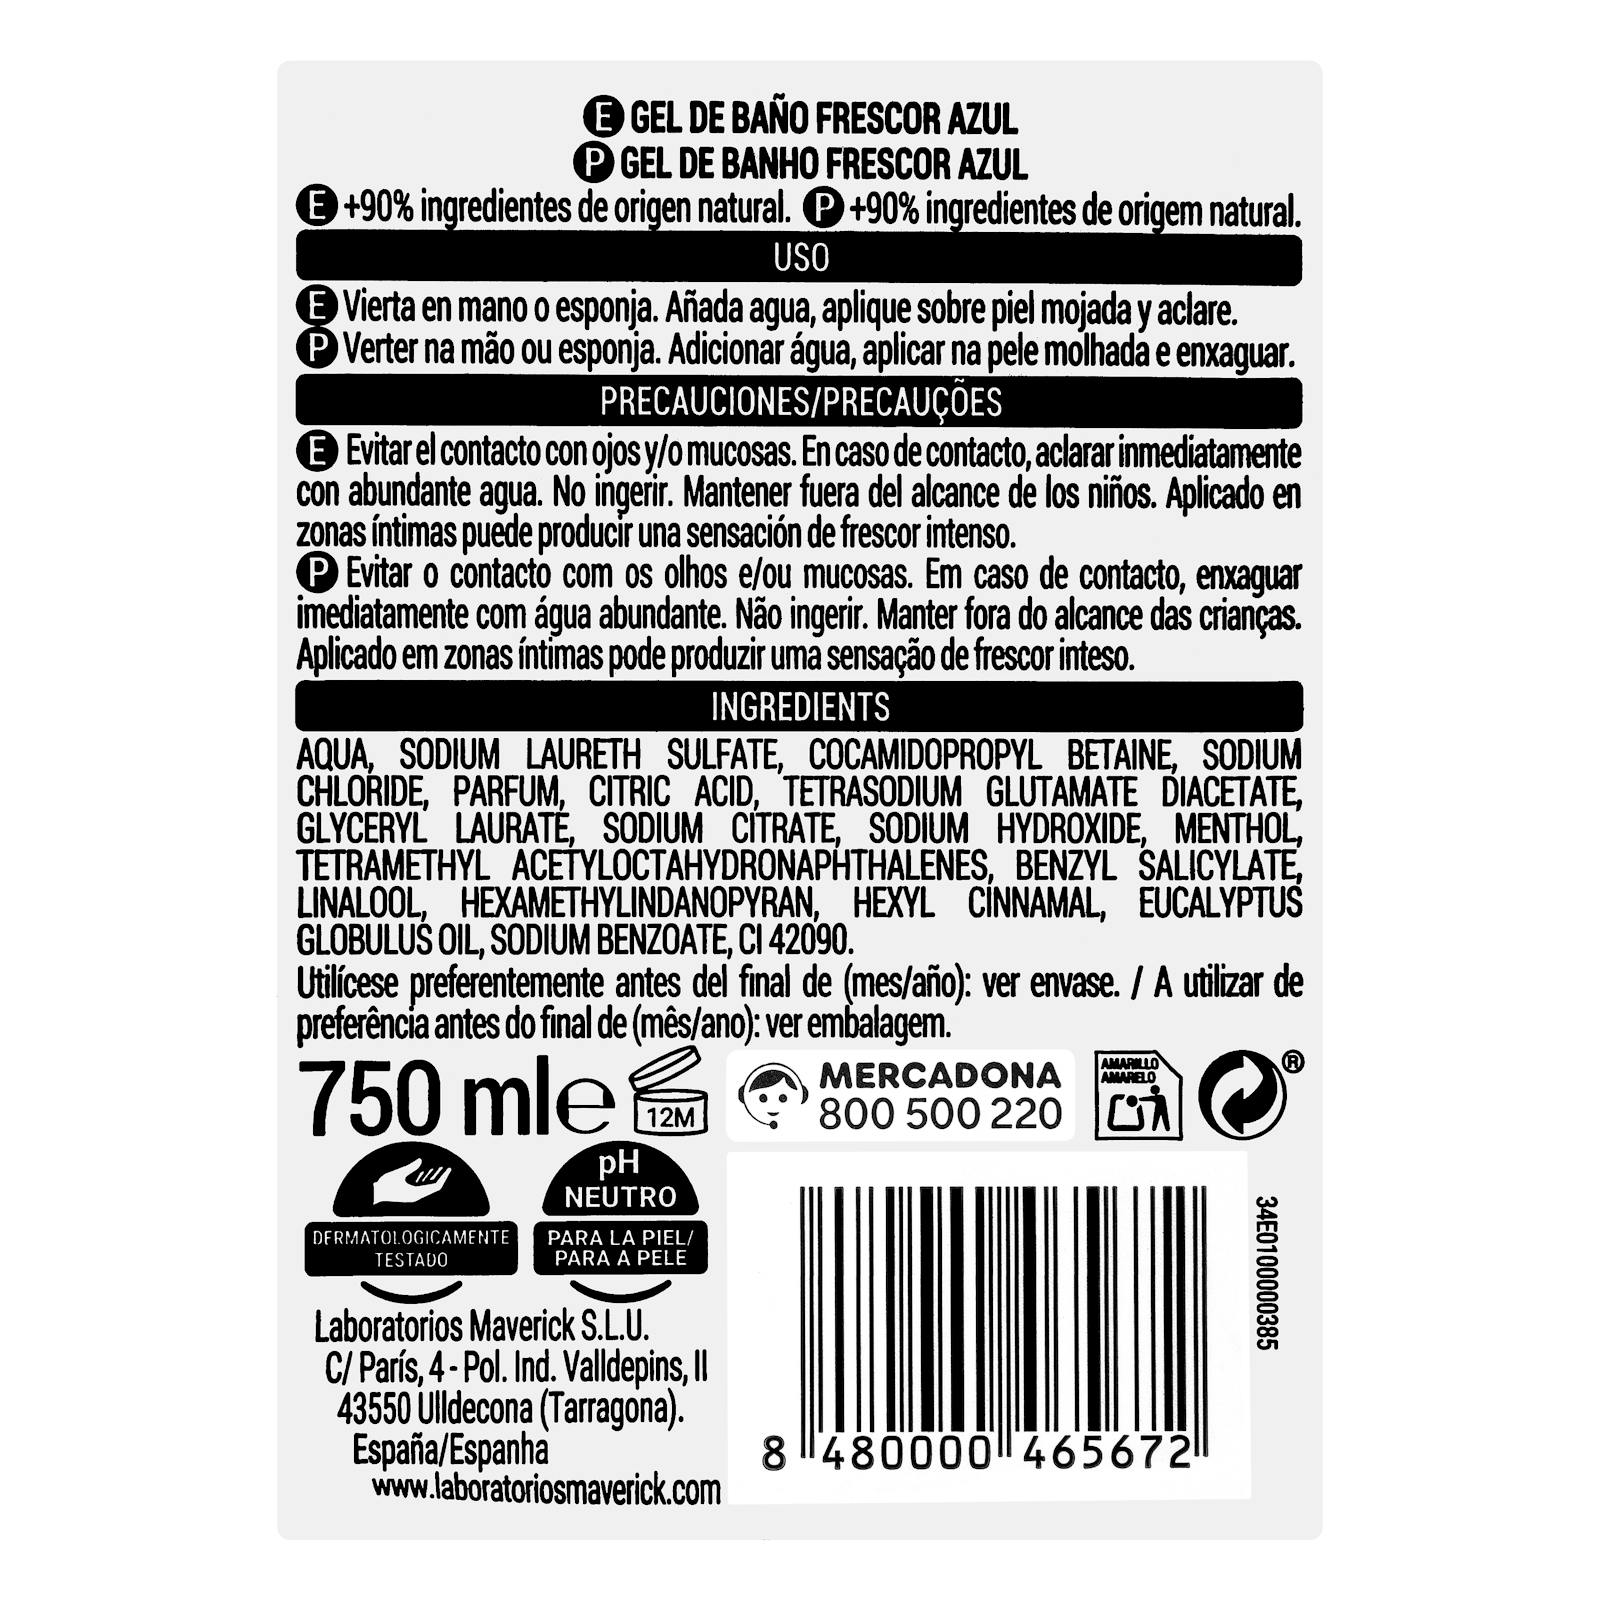 E GEL DE BAÑO FRESCOR AZUL
P GEL DE BANHO FRESCOR AZUL
E +90% ingredientes de origen natural. P +90% ingredientes de origem natural.
USO
E Vierta en mano o esponja. Añada agua, aplique sobre piel mojada y aclare.
P Verter na mão ou esponja. Adicionar água, aplicar na pele molhada e enxaguar.
PRECAUCIONES/PRECAUÇÕES
E Evitar el contacto con ojos y/o mucosas. En caso de contacto, aclarar inmediatamente
con abundante agua. No ingerir. Mantener fuera del alcance de los niños. Aplicado en
zonas íntimas puede producir una sensación de frescor intenso.
P Evitar o contacto com os olhos e/ou mucosas. Em caso de contacto, enxaguar
imediatamente com água abundante. Não ingerir. Manter fora do alcance das crianças.
Aplicado em zonas íntimas pode produzir uma sensação de frescor inteso.
INGREDIENTS
AQUA, SODIUM LAURETH SULFATE, COCAMIDOPROPYL BETAINE, SODIUM
CHLORIDE, PARFUM, CITRIC ACID, TETRASODIUM GLUTAMATE DIACETATE,
GLYCERYL LAURATE, SODIUM CITRATE, SODIUM HYDROXIDE, MENTHOL,
TETRAMETHYL ACETYLOCTAHYDRONAPHTHALENES, BENZYL SALICYLATE,
LINALOOL, HEXAMETHYLINDANOPYRAN, HEXYL CINNAMAL, EUCALYPTUS
GLOBULUS OIL, SODIUM BENZOATE, CI 42090.
Utilícese preferentemente antes del final de (mes/año): ver envase. / A utilizar de
preferência antes do final de (mês/ano): ver embalagem.
750 ml e
12M
MERCADONA
800 500 220
AMARILLO
AMARELO
®
DERMATOLOGICAMENTE
TESTADO
pH
NEUTRO
PARA LA PIEL/
PARA A PELE
Laboratorios Maverick S.L.U.
C/ París, 4 - Pol. Ind. Valldepins, II
43550 Ulldecona (Tarragona).
España/Espanha
www.laboratoriosmaverick.com
8 480000 465672
34E0100000385